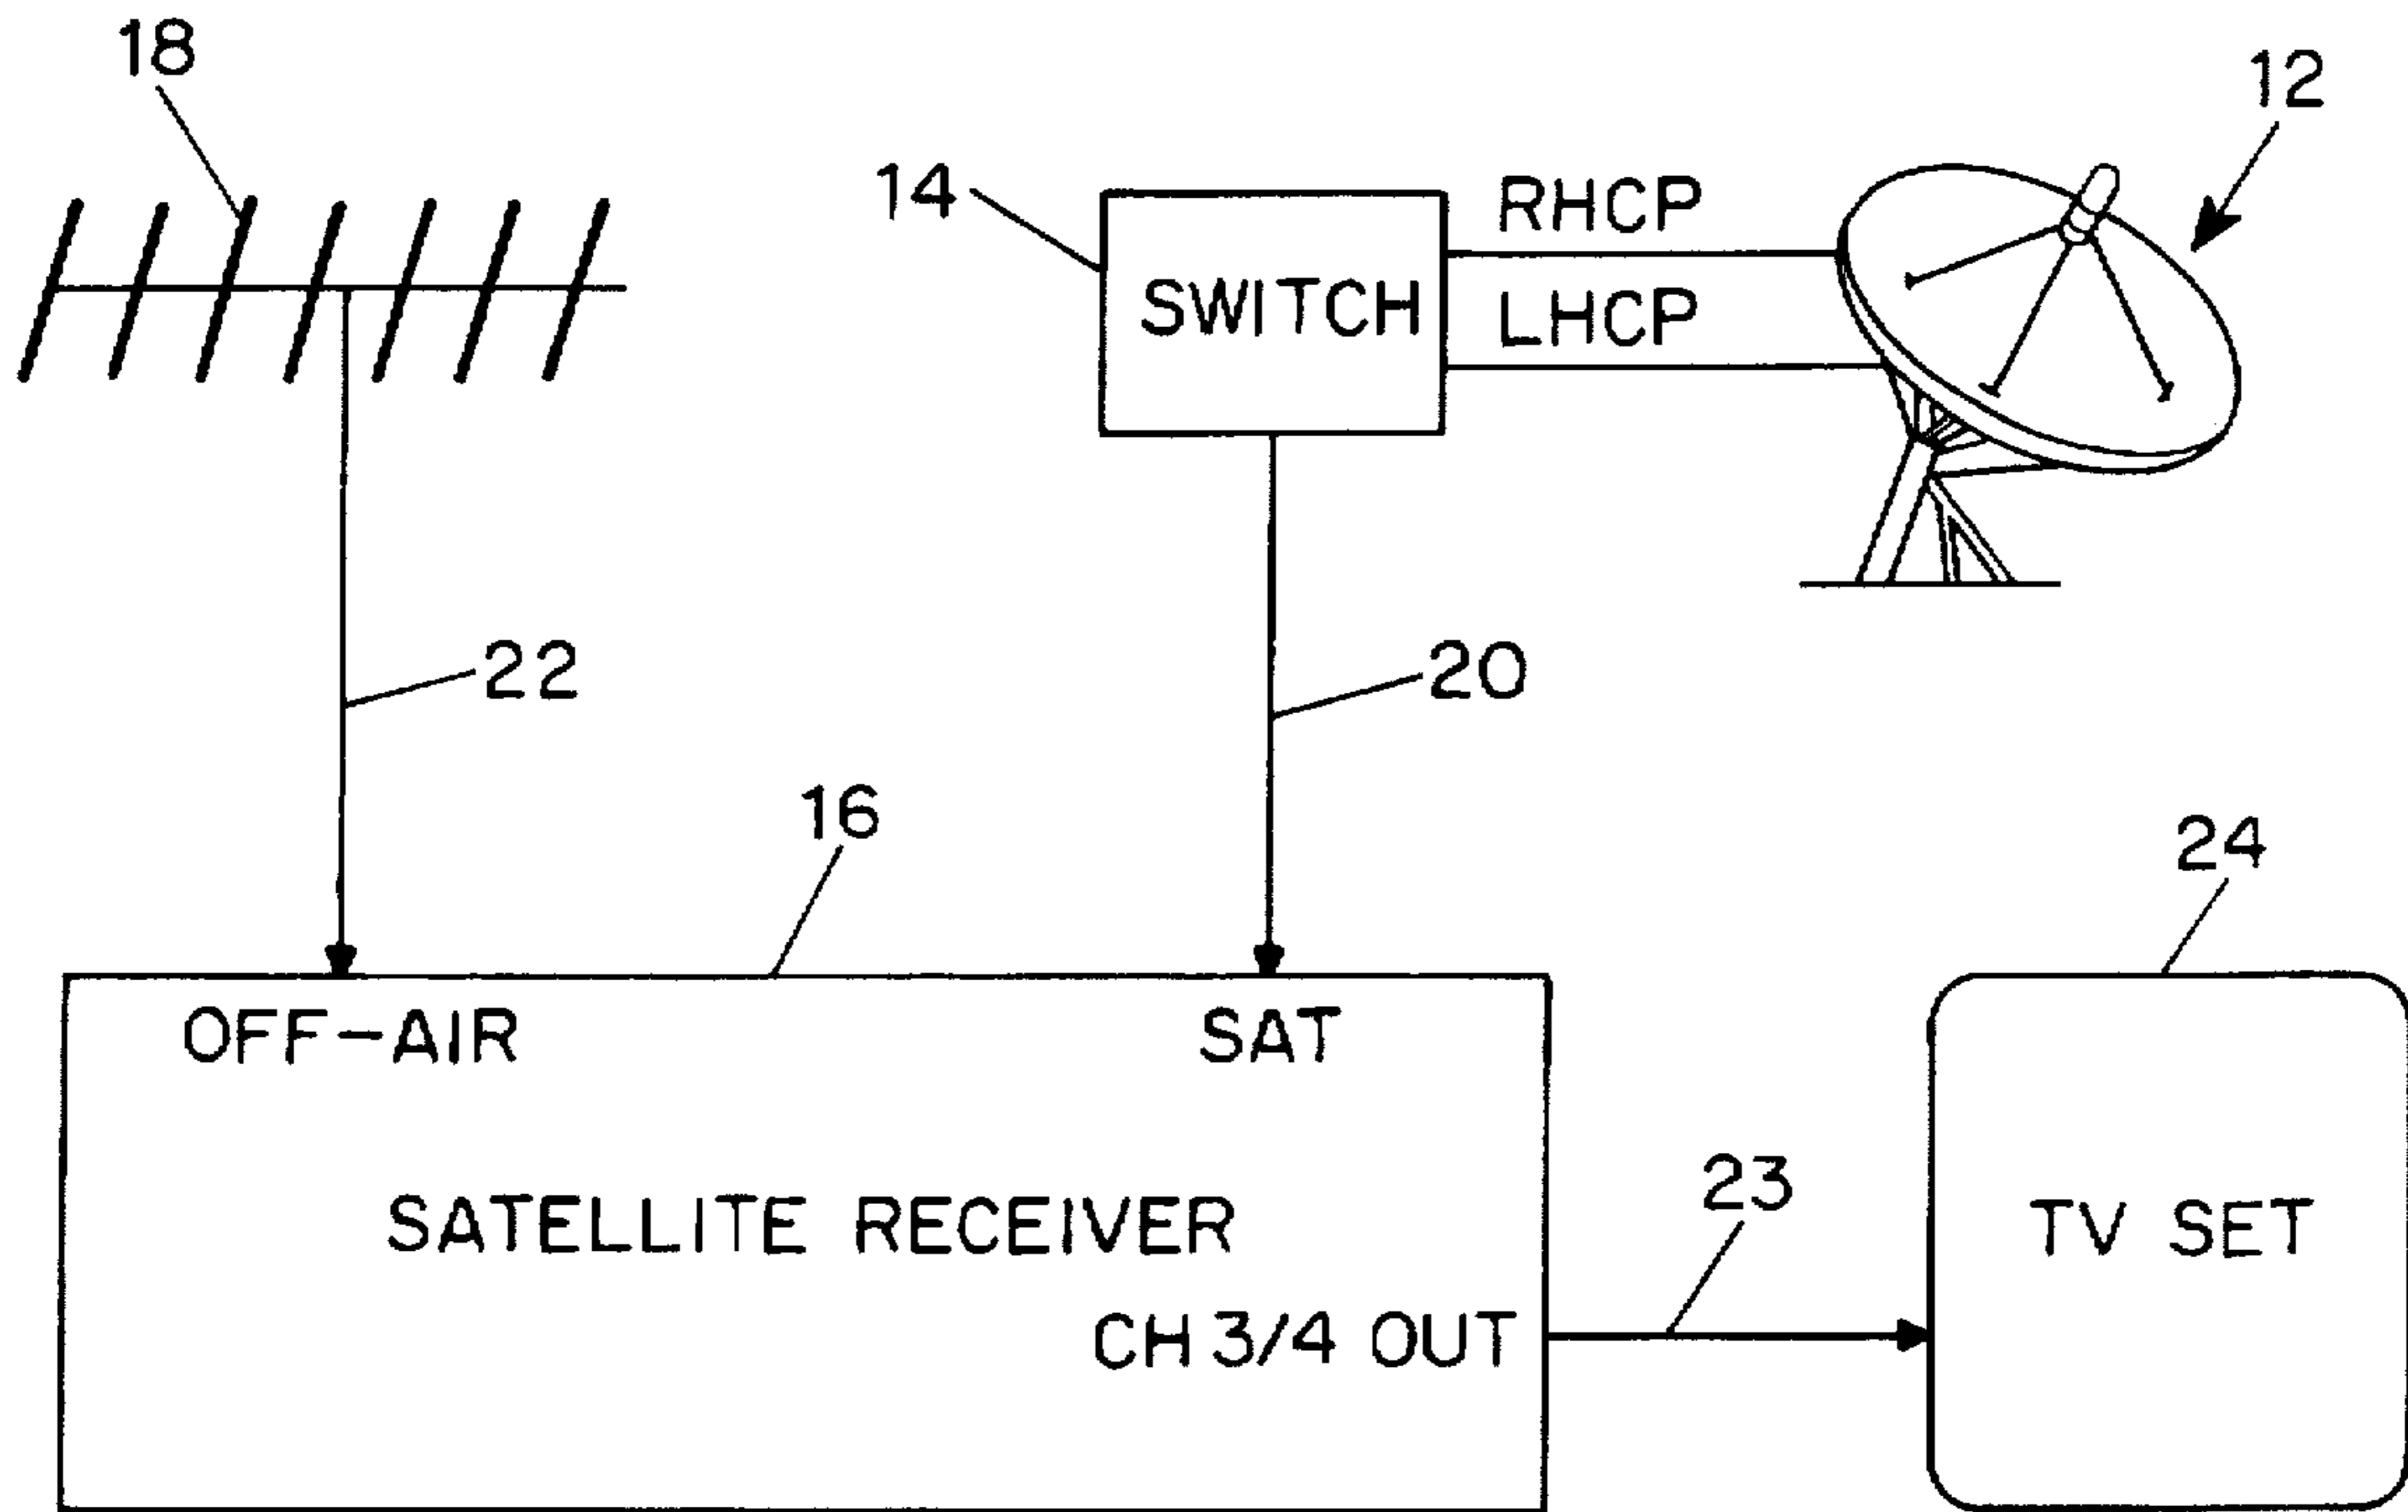 18
12
14
RHCP
SWITCH
LHCP
22
20
16
24
OFF-AIR
SAT
23
SATELLITE RECEIVER
TV SET
CH 3/4 OUT